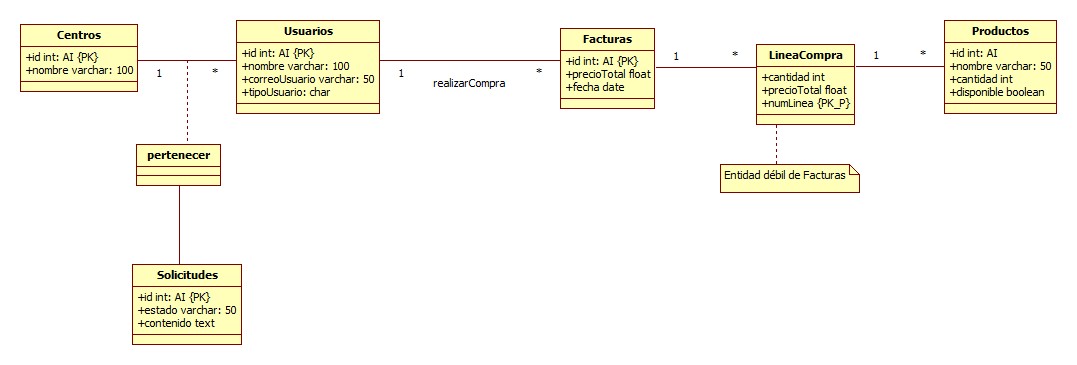 Centros
+id int: AI {PK}
+nombre varchar: 100
1
*
Usuarios
+id int: AI {PK}
+nombre varchar: 100
+correoUsuario varchar: 50
+tipoUsuario: char
1
realizarCompra
*
Facturas
+id int: AI {PK}
+precioTotal float
+fecha date
1
*
LineaCompra
+cantidad int
+precioTotal float
+numLinea {PK_P}
1
*
Productos
+id int: AI
+nombre varchar: 50
+cantidad int
+disponible boolean
pertenecer
Entidad débil de Facturas
Solicitudes
+id int: AI {PK}
+estado varchar: 50
+contenido text